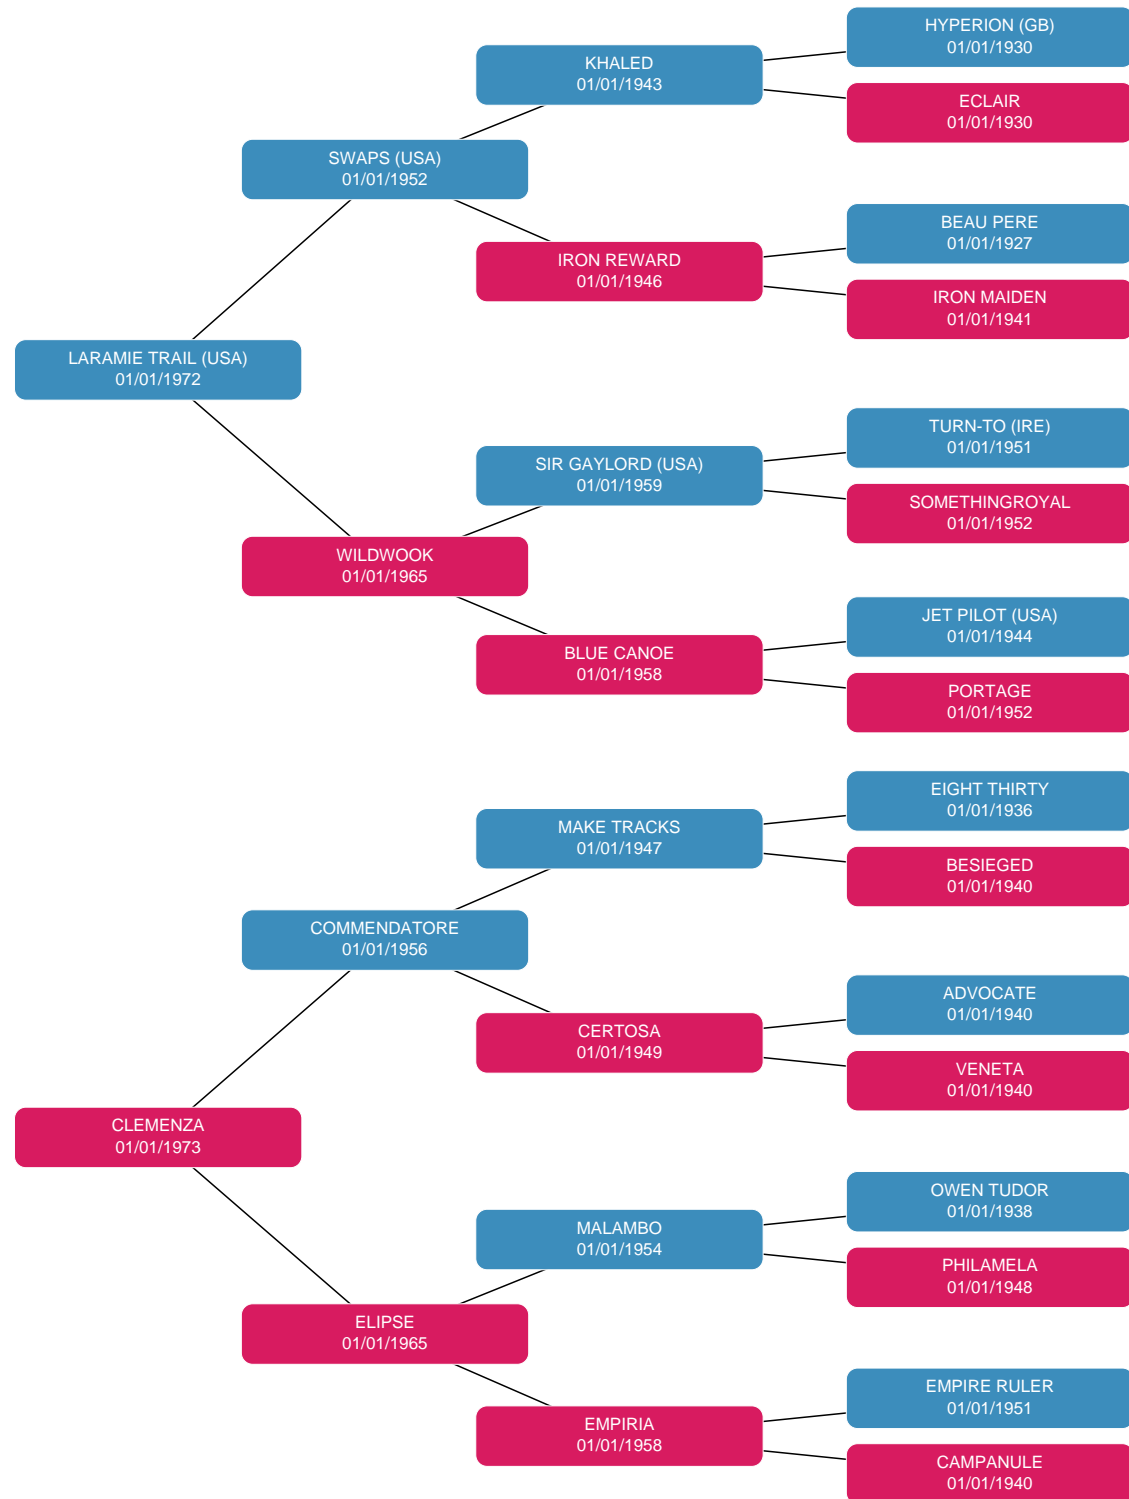 HYPERION (GB)
01/01/1930
KHALED
01/01/1943
ECLAIR
01/01/1930
SWAPS (USA)
01/01/1952
BEAU PERE
01/01/1927
IRON REWARD
01/01/1946
IRON MAIDEN
01/01/1941
LARAMIE TRAIL (USA)
01/01/1972
TURN-TO (IRE)
01/01/1951
SIR GAYLORD (USA)
01/01/1959
SOMETHINGROYAL
01/01/1952
WILDWOOK
01/01/1965
JET PILOT (USA)
01/01/1944
BLUE CANOE
01/01/1958
PORTAGE
01/01/1952
EIGHT THIRTY
01/01/1936
MAKE TRACKS
01/01/1947
BESIEGED
01/01/1940
COMMENDATORE
01/01/1956
ADVOCATE
01/01/1940
CERTOSA
01/01/1949
VENETA
01/01/1940
CLEMENZA
01/01/1973
OWEN TUDOR
01/01/1938
MALAMBO
01/01/1954
PHILAMELA
01/01/1948
ELIPSE
01/01/1965
EMPIRE RULER
01/01/1951
EMPIRIA
01/01/1958
CAMPANULE
01/01/1940